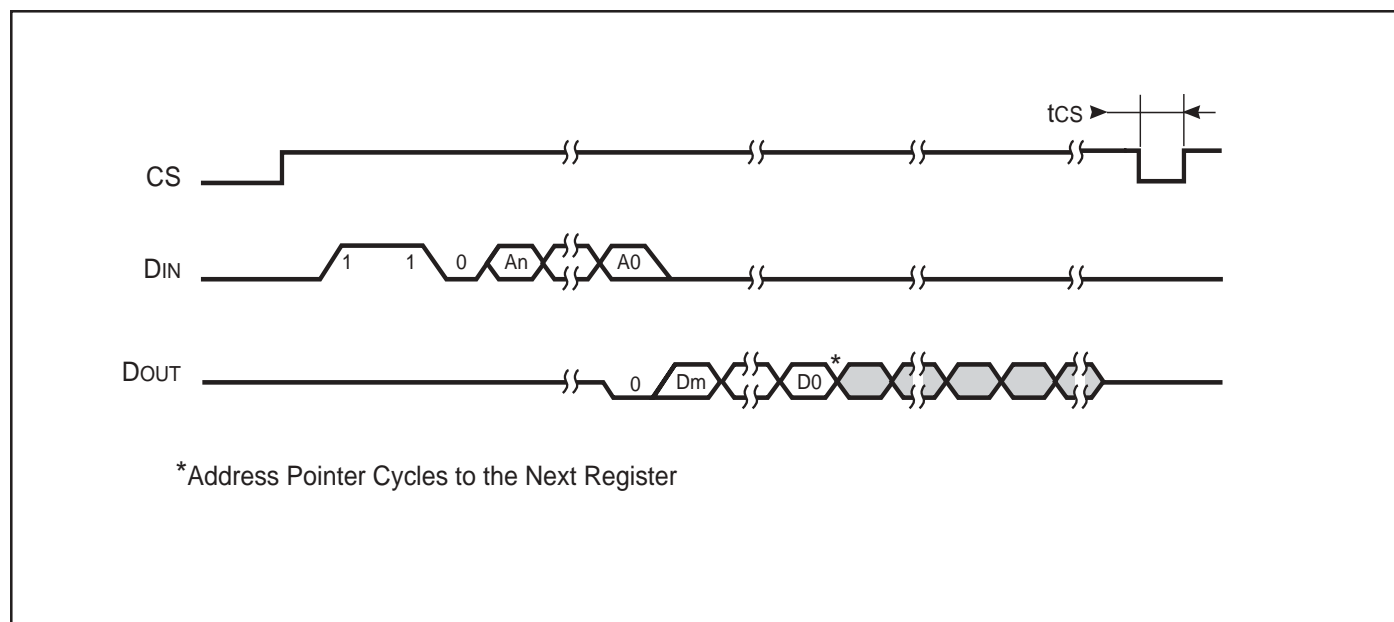 tCS
CS
DIN
1 1 0 An A0
DOUT
0 Dm D0 *
*Address Pointer Cycles to the Next Register